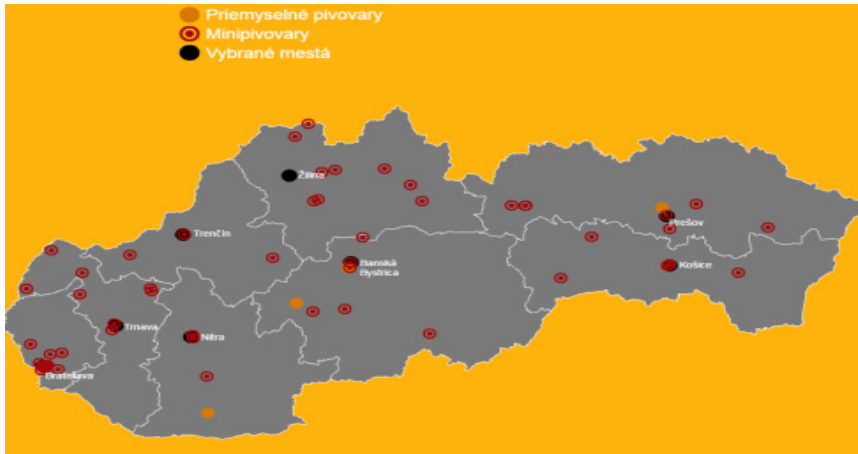 Priemyselné pivovary
Minipivovary
Vybrané mestá
Žilina
Trenčín
Prešov
Banská
Bystrica
Košice
Trnava
Nitra
Bratislava